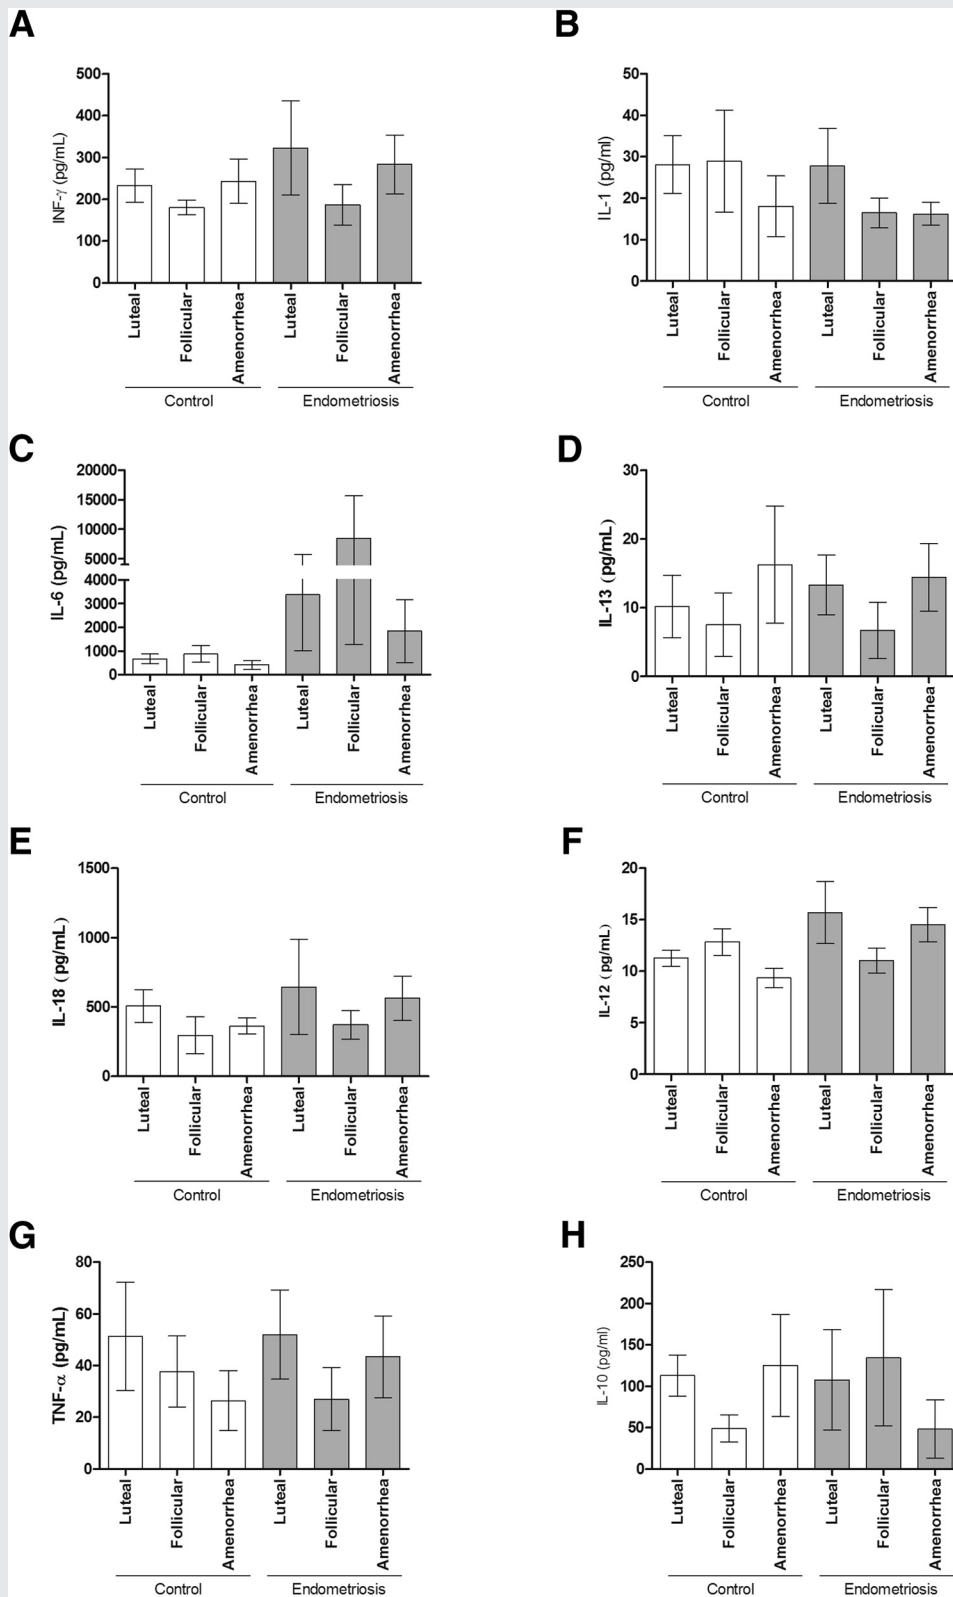 A
INF-γ (pg/mL)
500
400
300
200
100
0
Luteal
Follicular
Amenorrhea
Luteal
Follicular
Amenorrhea
Control
Endometriosis
B
IL-1 (pg/ml)
50
40
30
20
10
0
Luteal
Follicular
Amenorrhea
Luteal
Follicular
Amenorrhea
Control
Endometriosis
C
IL-6 (pg/mL)
20000
15000
10000
5000
4000
3000
2000
1000
0
Luteal
Follicular
Amenorrhea
Luteal
Follicular
Amenorrhea
Control
Endometriosis
D
IL-13 (pg/mL)
30
20
10
0
Luteal
Follicular
Amenorrhea
Luteal
Follicular
Amenorrhea
Control
Endometriosis
E
IL-18 (pg/mL)
1500
1000
500
0
Luteal
Follicular
Amenorrhea
Luteal
Follicular
Amenorrhea
Control
Endometriosis
F
IL-12 (pg/mL)
20
15
10
5
0
Luteal
Follicular
Amenorrhea
Luteal
Follicular
Amenorrhea
Control
Endometriosis
G
TNF-α (pg/mL)
80
60
40
20
0
Luteal
Follicular
Amenorrhea
Luteal
Follicular
Amenorrhea
Control
Endometriosis
H
IL-10 (pg/ml)
250
200
150
100
50
0
Luteal
Follicular
Amenorrhea
Luteal
Follicular
Amenorrhea
Control
Endometriosis